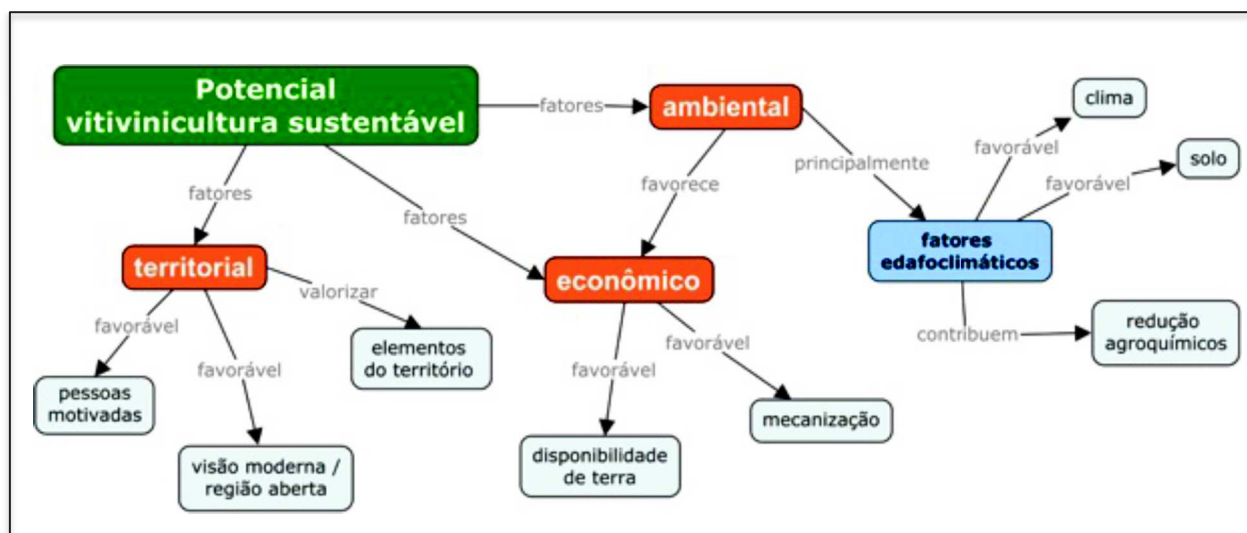 Potencial
vitivinicultura sustentável
fatores
ambiental
clima
favorável
principalmente
solo
favorável
favorece
fatores
fatores
fatores
edafoclimáticos
territorial
econômico
valorizar
favorável
redução
agroquímicos
contribuem
elementos
do território
favorável
favorável
favorável
pessoas
motivadas
mecanização
visão moderna /
região aberta
disponibilidade
de terra